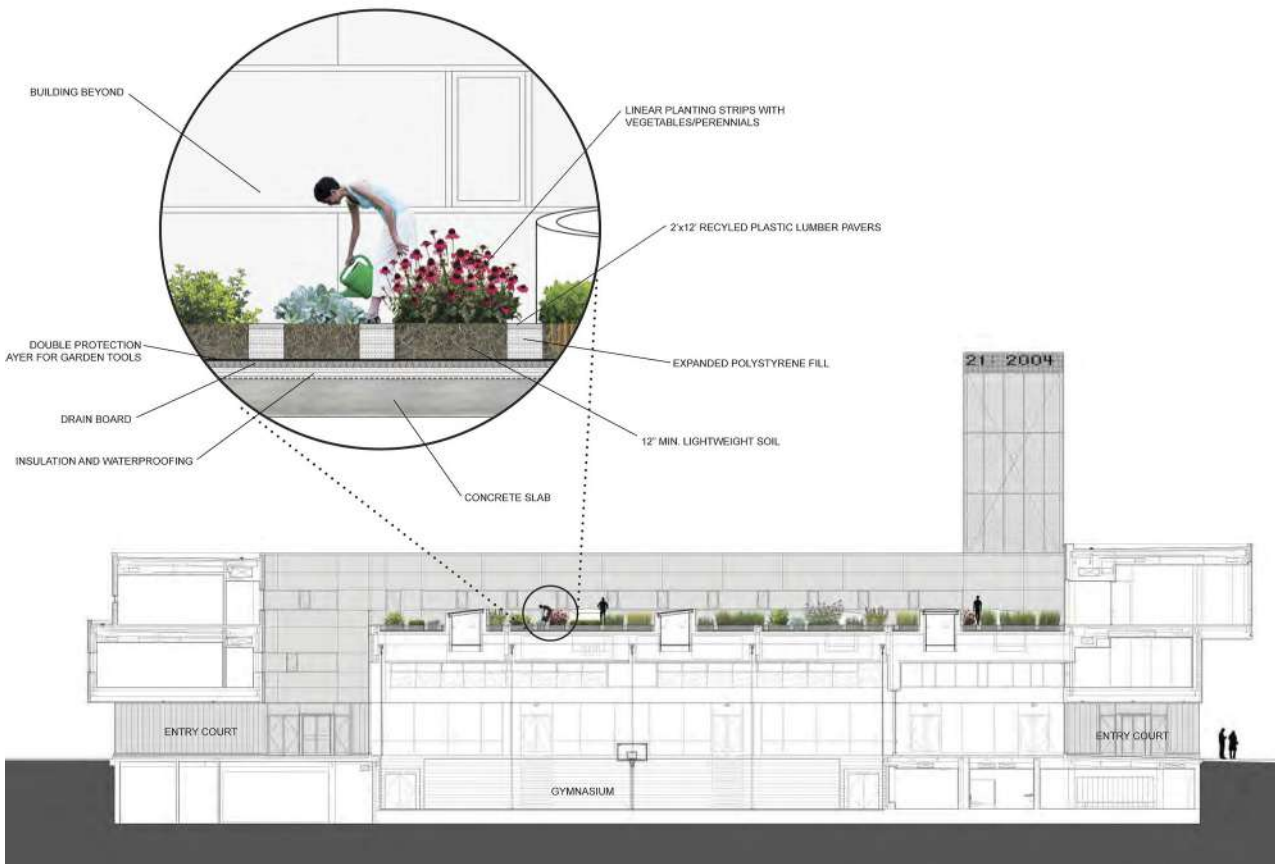 BUILDING BEYOND
LINEAR PLANTING STRIPS WITH
VEGETABLES/PERENNIALS
2'x12' RECYLED PLASTIC LUMBER PAVERS
DOUBLE PROTECTION
AYER FOR GARDEN TOOLS
EXPANDED POLYSTYRENE FILL
DRAIN BOARD
12" MIN. LIGHTWEIGHT SOIL
INSULATION AND WATERPROOFING
CONCRETE SLAB
21: 2004
ENTRY COURT
ENTRY COURT
GYMNASIUM